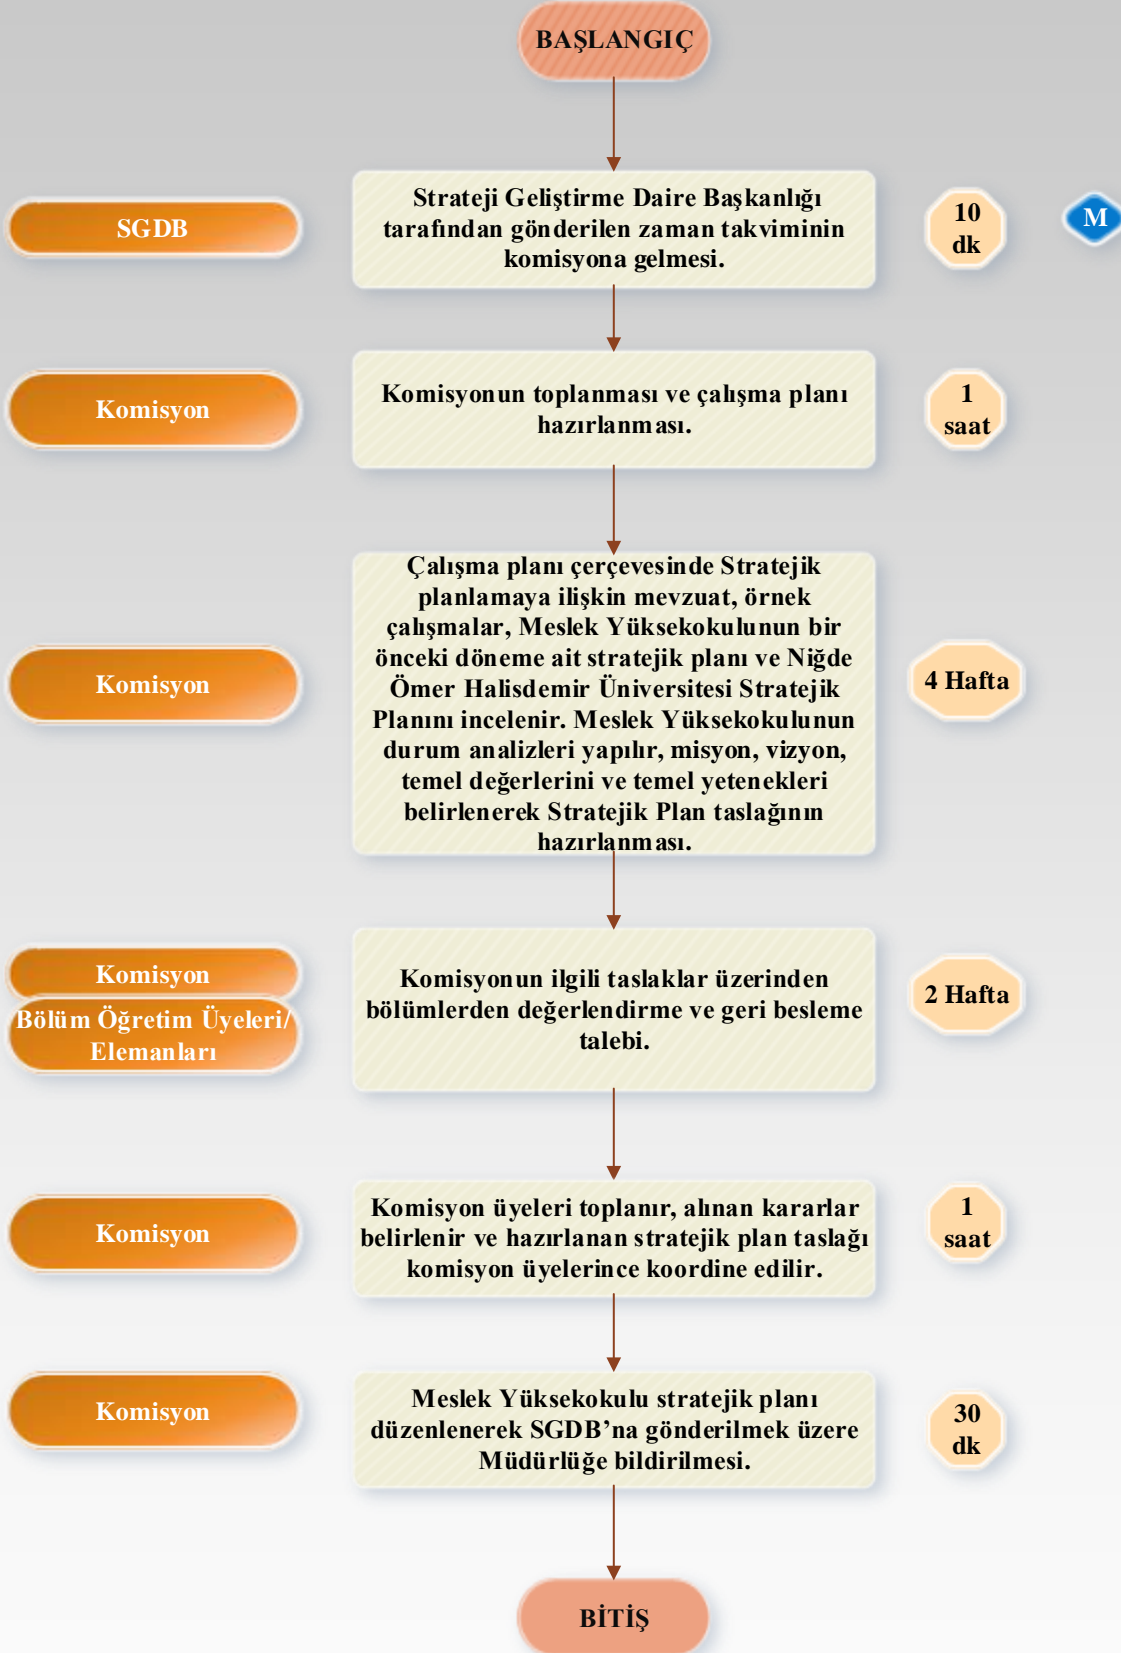 BAŞLANGIÇ
SGDB
Strateji Geliştirme Daire Başkanlığı
tarafından gönderilen zaman takviminin
komisyona gelmesi.
10
dk
M
Komisyon
Komisyonun toplanması ve çalışma planı
hazırlanması.
1
saat
Komisyon
Çalışma planı çerçevesinde Stratejik
planlamaya ilişkin mevzuat, örnek
çalışmalar, Meslek Yüksekokulunun bir
önceki döneme ait stratejik planı ve Niğde
Ömer Halisdemir Üniversitesi Stratejik
Planını incelenir. Meslek Yüksekokulunun
durum analizleri yapılır, misyon, vizyon,
temel değerlerini ve temel yetenekleri
belirlenerek Stratejik Plan taslağının
hazırlanması.
4 Hafta
Komisyon
Bölüm Öğretim Üyeleri/
Elemanları
Komisyonun ilgili taslaklar üzerinden
bölümlerden değerlendirme ve geri besleme
talebi.
2 Hafta
Komisyon
Komisyon üyeleri toplanır, alınan kararlar
belirlenir ve hazırlanan stratejik plan taslağı
komisyon üyelerince koordine edilir.
1
saat
Komisyon
Meslek Yüksekokulu stratejik planı
düzenlenerek SGDB’na gönderilmek üzere
Müdürlüğe bildirilmesi.
30
dk
BİTİŞ